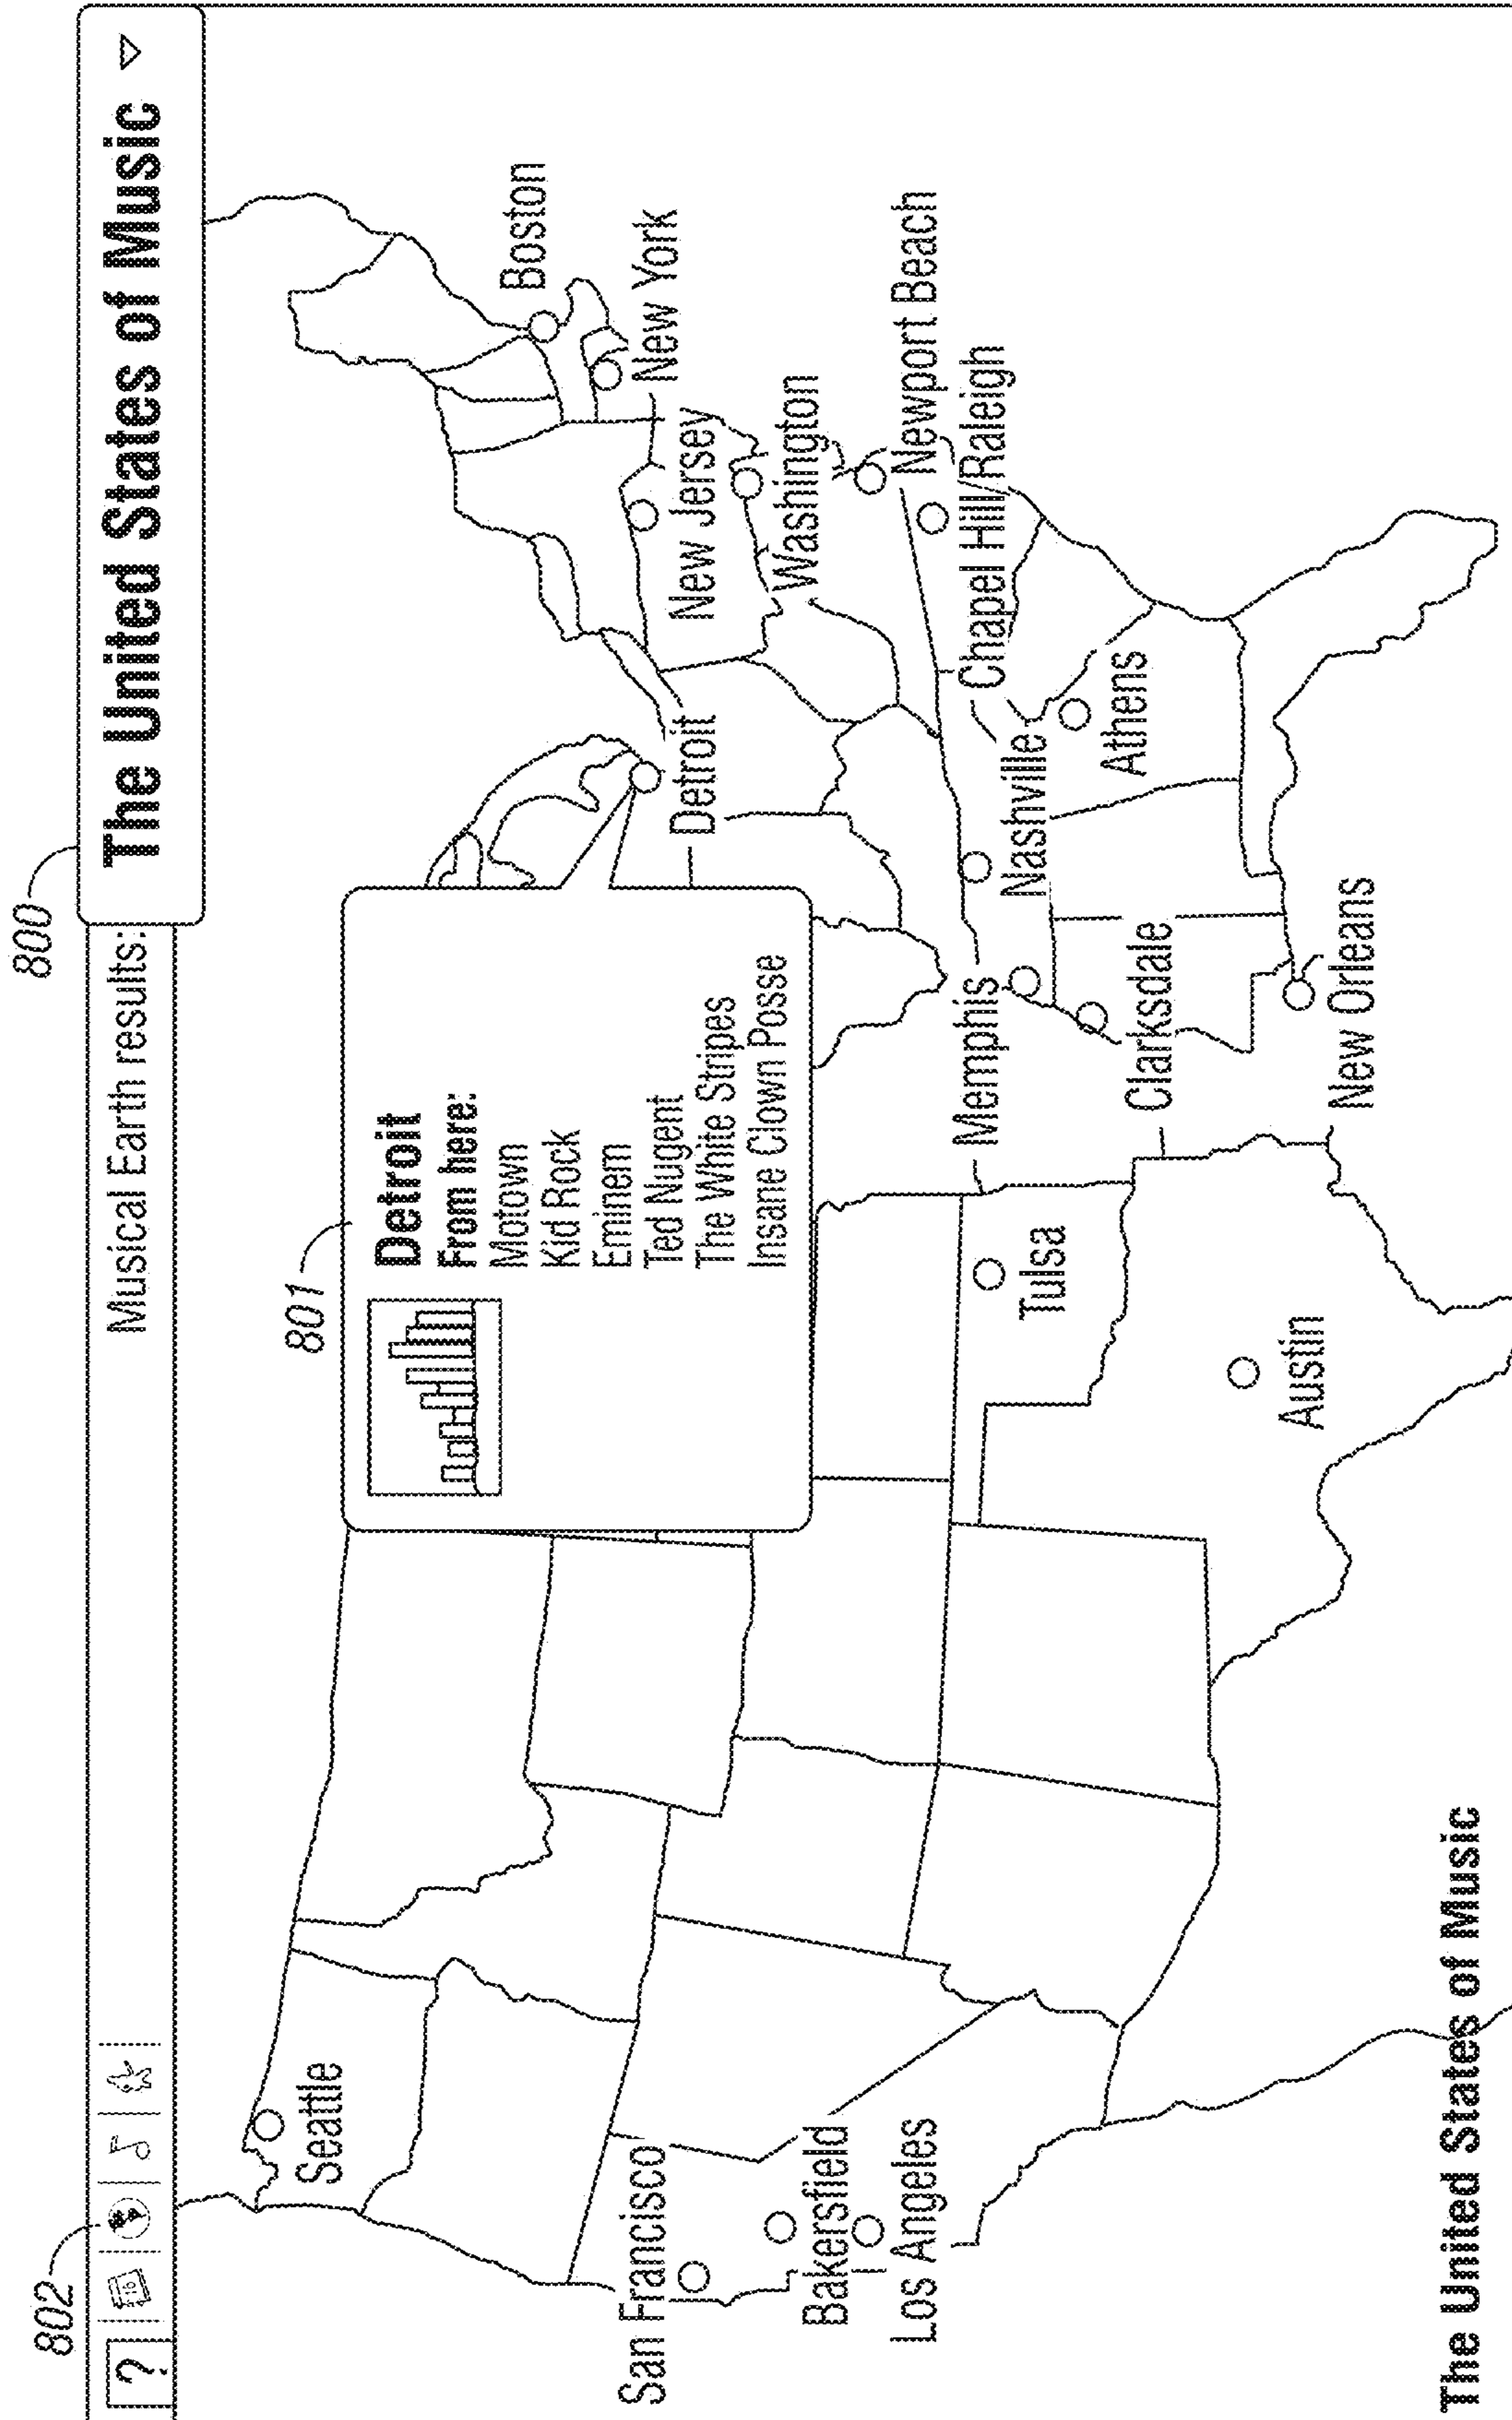 800
802
?
Musical Earth results:
The United States of Music
801
Detroit
From here:
Motown
Kid Rock
Eminem
Ted Nugent
The White Stripes
Insane Clown Posse
Seattle
San Francisco
Bakersfield
Los Angeles
Tulsa
Austin
Memphis
Clarksdale
New Orleans
Nashville
Athens
Detroit
Chapel Hill/Raleigh
Newport Beach
Washington
New Jersey
New York
Boston
The United States of Music